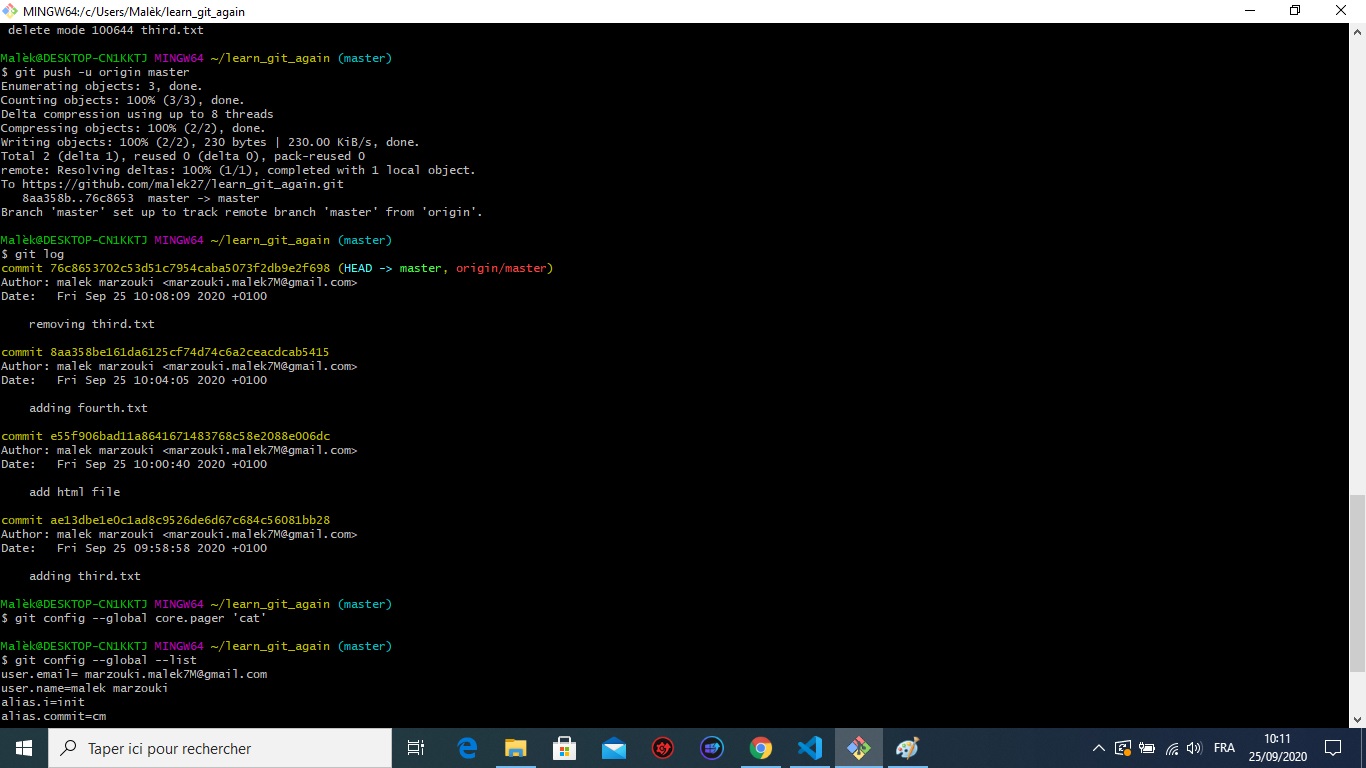 MINGW64:/c/Users/Malèk/learn_git_again
 delete mode 100644 third.txt
Malèk@DESKTOP-CN1KKTJ MINGW64 ~/learn_git_again (master)
$ git push -u origin master
Enumerating objects: 3, done.
Counting objects: 100% (3/3), done.
Delta compression using up to 8 threads
Compressing objects: 100% (2/2), done.
Writing objects: 100% (2/2), 230 bytes | 230.00 KiB/s, done.
Total 2 (delta 1), reused 0 (delta 0), pack-reused 0
remote: Resolving deltas: 100% (1/1), completed with 1 local object.
To https://github.com/malek27/learn_git_again.git
   8aa358b..76c8653  master -> master
Branch 'master' set up to track remote branch 'master' from 'origin'.
Malèk@DESKTOP-CN1KKTJ MINGW64 ~/learn_git_again (master)
$ git log
commit 76c8653702c53d51c7954caba5073f2db9e2f698 (HEAD -> master, origin/master)
Author: malek marzouki <marzouki.malek7M@gmail.com>
Date:   Fri Sep 25 10:08:09 2020 +0100
    removing third.txt
commit 8aa358be161da6125cf74d74c6a2ceacdcab5415
Author: malek marzouki <marzouki.malek7M@gmail.com>
Date:   Fri Sep 25 10:04:05 2020 +0100
    adding fourth.txt
commit e55f906bad11a8641671483768c58e2088e006dc
Author: malek marzouki <marzouki.malek7M@gmail.com>
Date:   Fri Sep 25 10:00:40 2020 +0100
    add html file
commit ae13dbe1e0c1ad8c9526de6d67c684c56081bb28
Author: malek marzouki <marzouki.malek7M@gmail.com>
Date:   Fri Sep 25 09:58:58 2020 +0100
    adding third.txt
Malèk@DESKTOP-CN1KKTJ MINGW64 ~/learn_git_again (master)
$ git config --global core.pager 'cat'
Malèk@DESKTOP-CN1KKTJ MINGW64 ~/learn_git_again (master)
$ git config --global --list
user.email= marzouki.malek7M@gmail.com
user.name=malek marzouki
alias.i=init
alias.commit=cm
Taper ici pour rechercher
FRA
10:11
25/09/2020